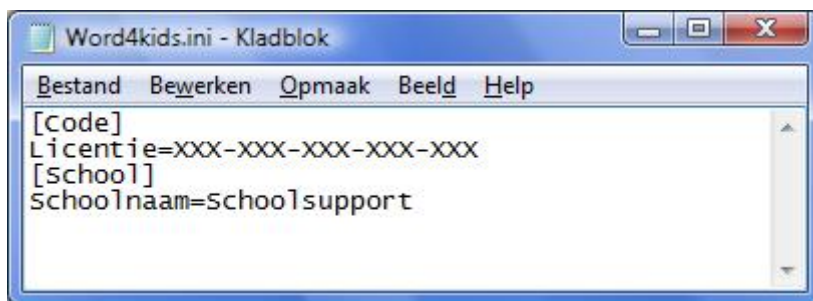 Word4kids.ini - Kladblok
Bestand Bewerken Opmaak Beeld Help
[Code]
Licentie=XXX-XXX-XXX-XXX-XXX
[School]
Schoolnaam=Schoolsupport